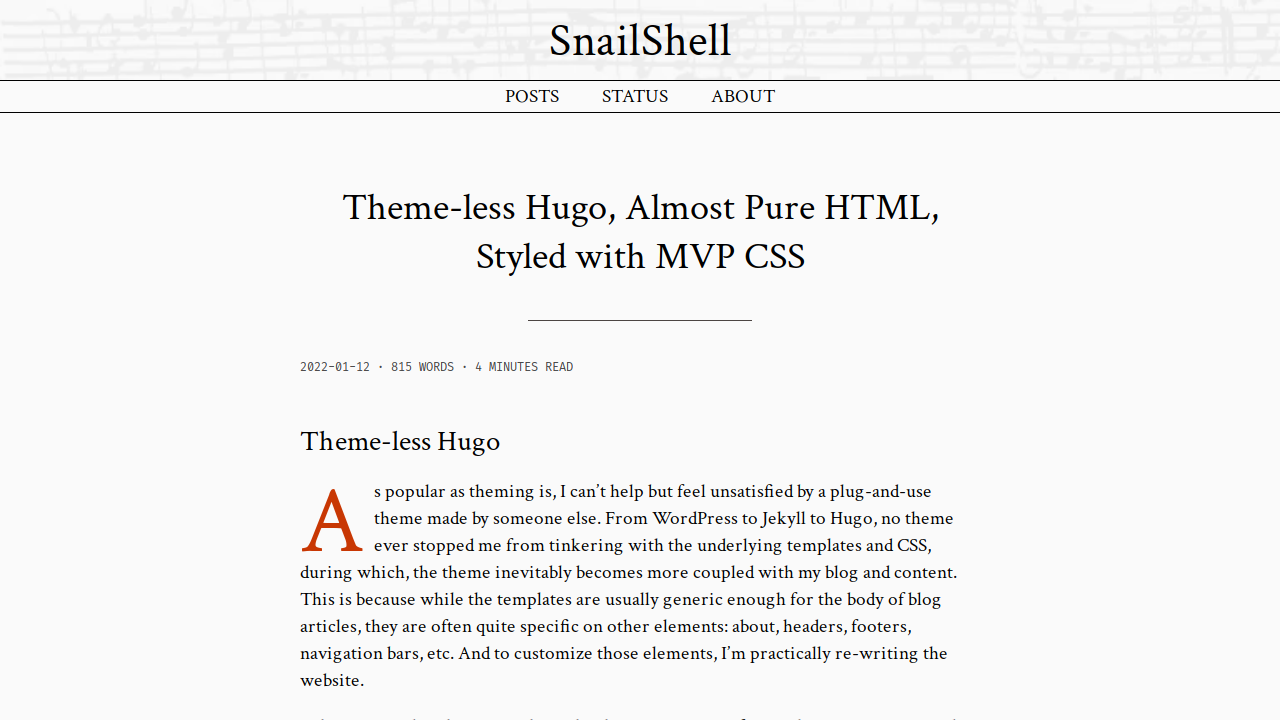 SnailShell
POSTS STATUS ABOUT
Theme-less Hugo, Almost Pure HTML,
Styled with MVP CSS
2022-01-12 · 815 WORDS · 4 MINUTES READ
Theme-less Hugo
As popular as theming is, I can’t help but feel unsatisfied by a plug-and-use
theme made by someone else. From WordPress to Jekyll to Hugo, no theme
ever stopped me from tinkering with the underlying templates and CSS,
during which, the theme inevitably becomes more coupled with my blog and content.
This is because while the templates are usually generic enough for the body of blog
articles, they are often quite specific on other elements: about, headers, footers,
navigation bars, etc. And to customize those elements, I’m practically re-writing the
website.